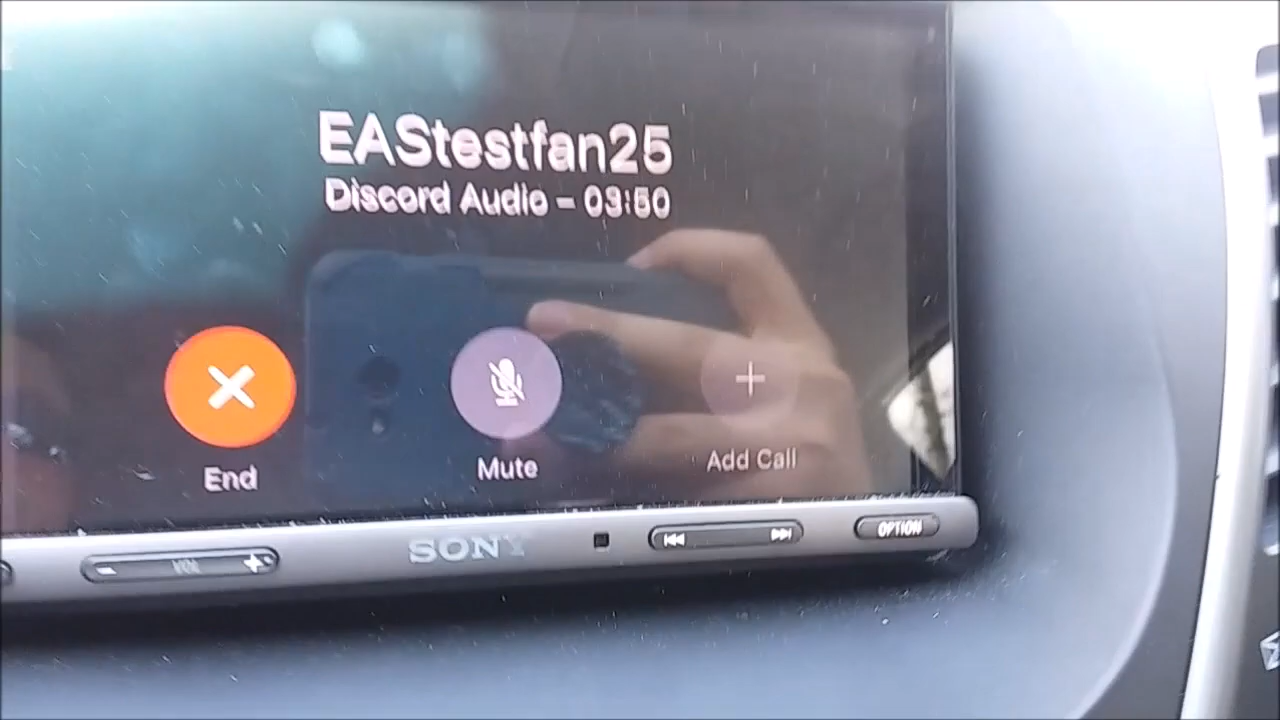 EAStestfan25
Discord Audio – 03:50
End
Mute
Add Call
SONY
OPTION